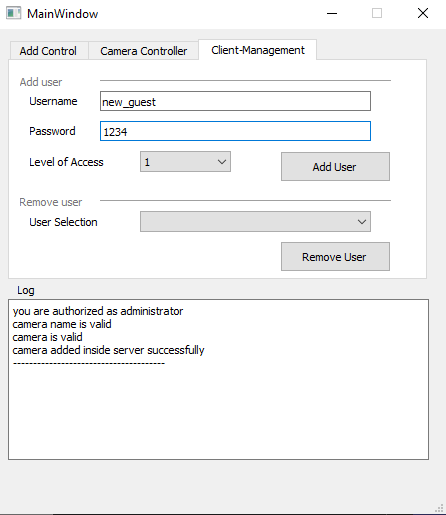 MainWindow
Add Control Camera Controller Client-Management
Add user
Username new_guest
Password 1234
Level of Access 1 Add User
Remove user
User Selection
Remove User
Log
you are authorized as administrator
camera name is valid
camera is valid
camera added inside server successfully
--------------------------------------